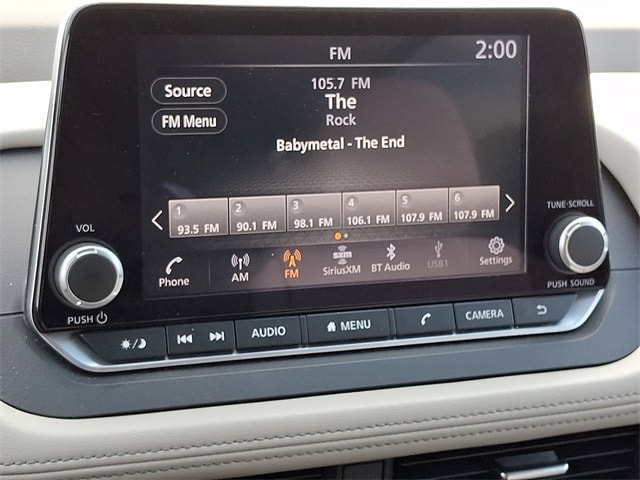 FM
2:00
Source
105.7 FM
The
FM Menu
Rock
Babymetal - The End
1 2 3 4 5 6
93.5 FM 90.1 FM 98.1 FM 106.1 FM 107.9 FM 107.9 FM
Phone AM FM SiriusXM BT Audio USB1 Settings
sxm
VOL
PUSH
TUNE·SCROLL
PUSH SOUND
AUDIO MENU CAMERA